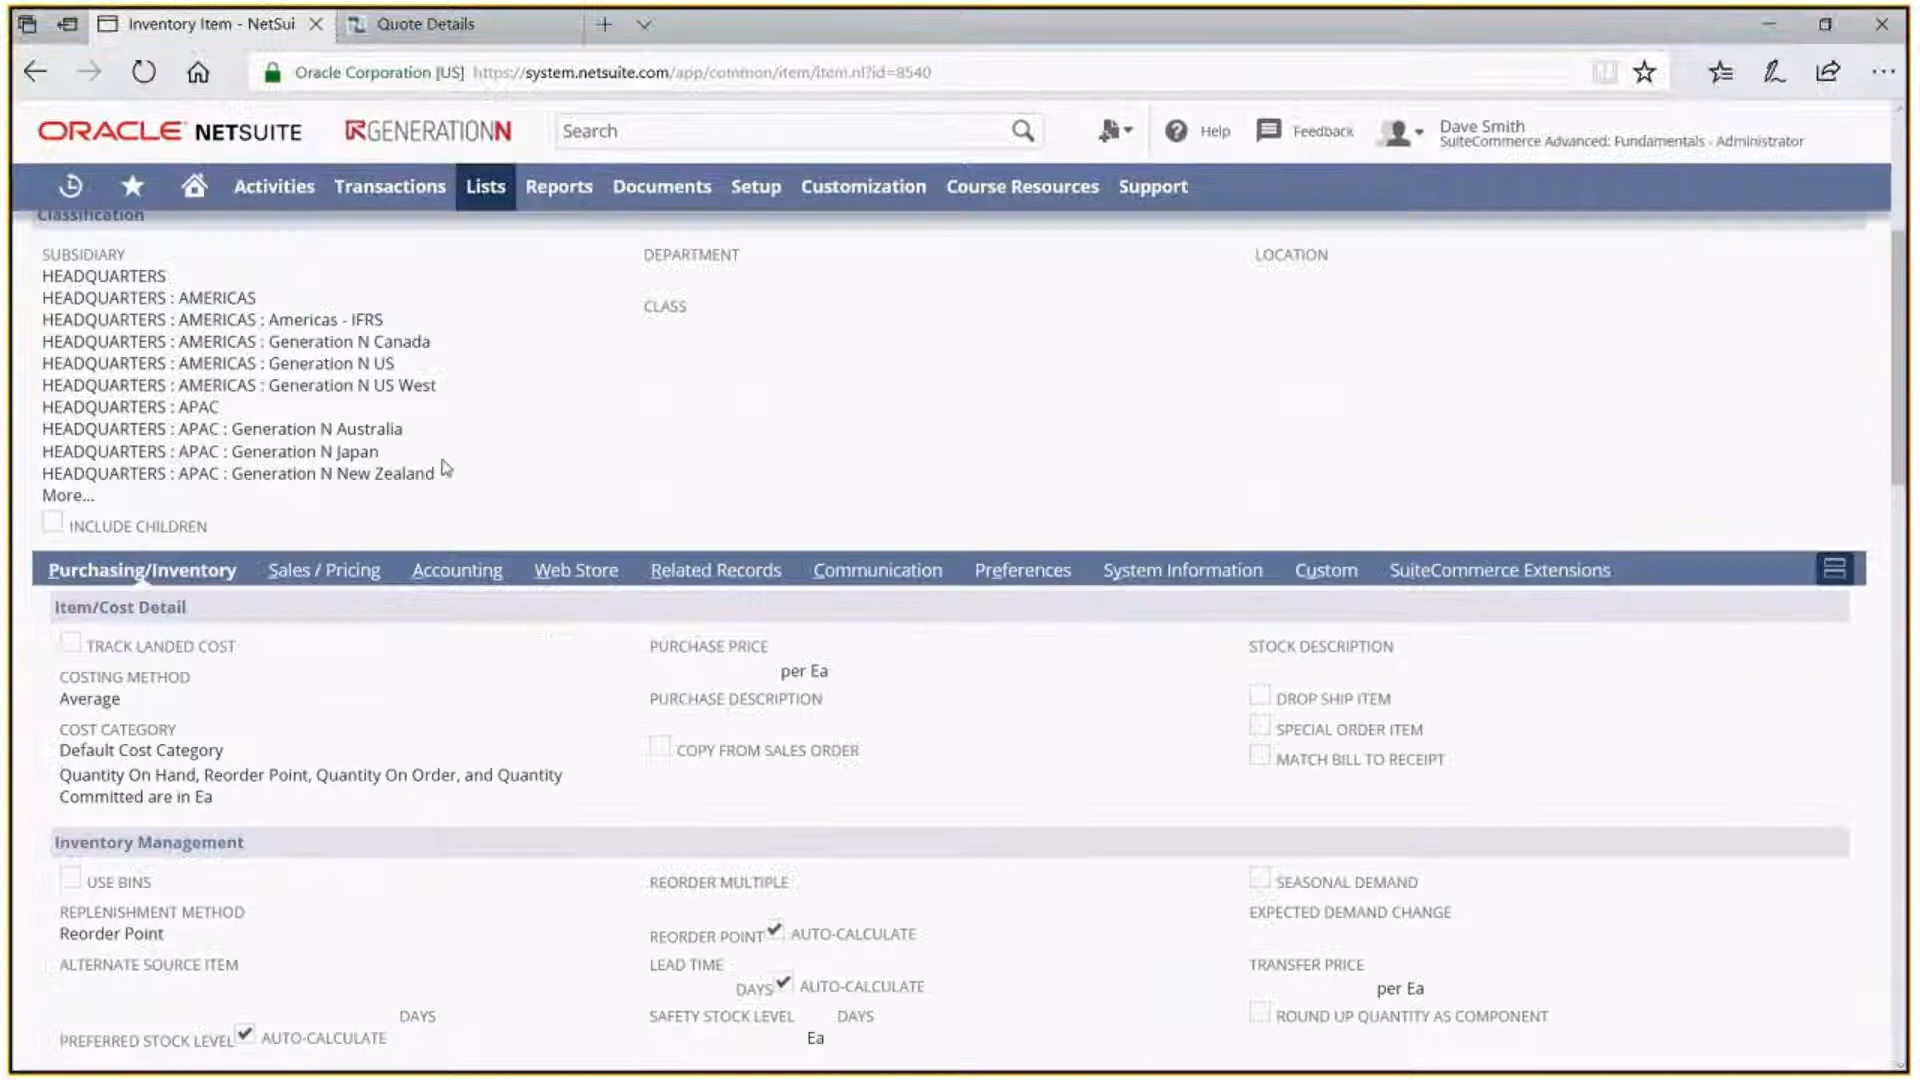 Inventory Item - NetSui
Quote Details
Oracle Corporation [US] https://system.netsuite.com/app/common/item/item.nl?id=8540
ORACLE NETSUITE
GENERATIONN
Search
Help
Feedback
Dave Smith
SuiteCommerce Advanced: Fundamentals - Administrator
Activities Transactions Lists Reports Documents Setup Customization Course Resources Support
Classification
SUBSIDIARY
HEADQUARTERS
HEADQUARTERS : AMERICAS
HEADQUARTERS : AMERICAS : Americas - IFRS
HEADQUARTERS : AMERICAS : Generation N Canada
HEADQUARTERS : AMERICAS : Generation N US
HEADQUARTERS : AMERICAS : Generation N US West
HEADQUARTERS : APAC
HEADQUARTERS : APAC : Generation N Australia
HEADQUARTERS : APAC : Generation N Japan
HEADQUARTERS : APAC : Generation N New Zealand
More...
INCLUDE CHILDREN
DEPARTMENT
CLASS
LOCATION
Purchasing/Inventory Sales / Pricing Accounting Web Store Related Records Communication Preferences System Information Custom SuiteCommerce Extensions
Item/Cost Detail
TRACK LANDED COST
COSTING METHOD
Average
COST CATEGORY
Default Cost Category
Quantity On Hand, Reorder Point, Quantity On Order, and Quantity
Committed are in Ea
PURCHASE PRICE
per Ea
PURCHASE DESCRIPTION
COPY FROM SALES ORDER
STOCK DESCRIPTION
DROP SHIP ITEM
SPECIAL ORDER ITEM
MATCH BILL TO RECEIPT
Inventory Management
USE BINS
REPLENISHMENT METHOD
Reorder Point
ALTERNATE SOURCE ITEM
DAYS
PREFERRED STOCK LEVEL AUTO-CALCULATE
REORDER MULTIPLE
REORDER POINT AUTO-CALCULATE
LEAD TIME
DAYS AUTO-CALCULATE
SAFETY STOCK LEVEL DAYS
Ea
SEASONAL DEMAND
EXPECTED DEMAND CHANGE
TRANSFER PRICE
per Ea
ROUND UP QUANTITY AS COMPONENT